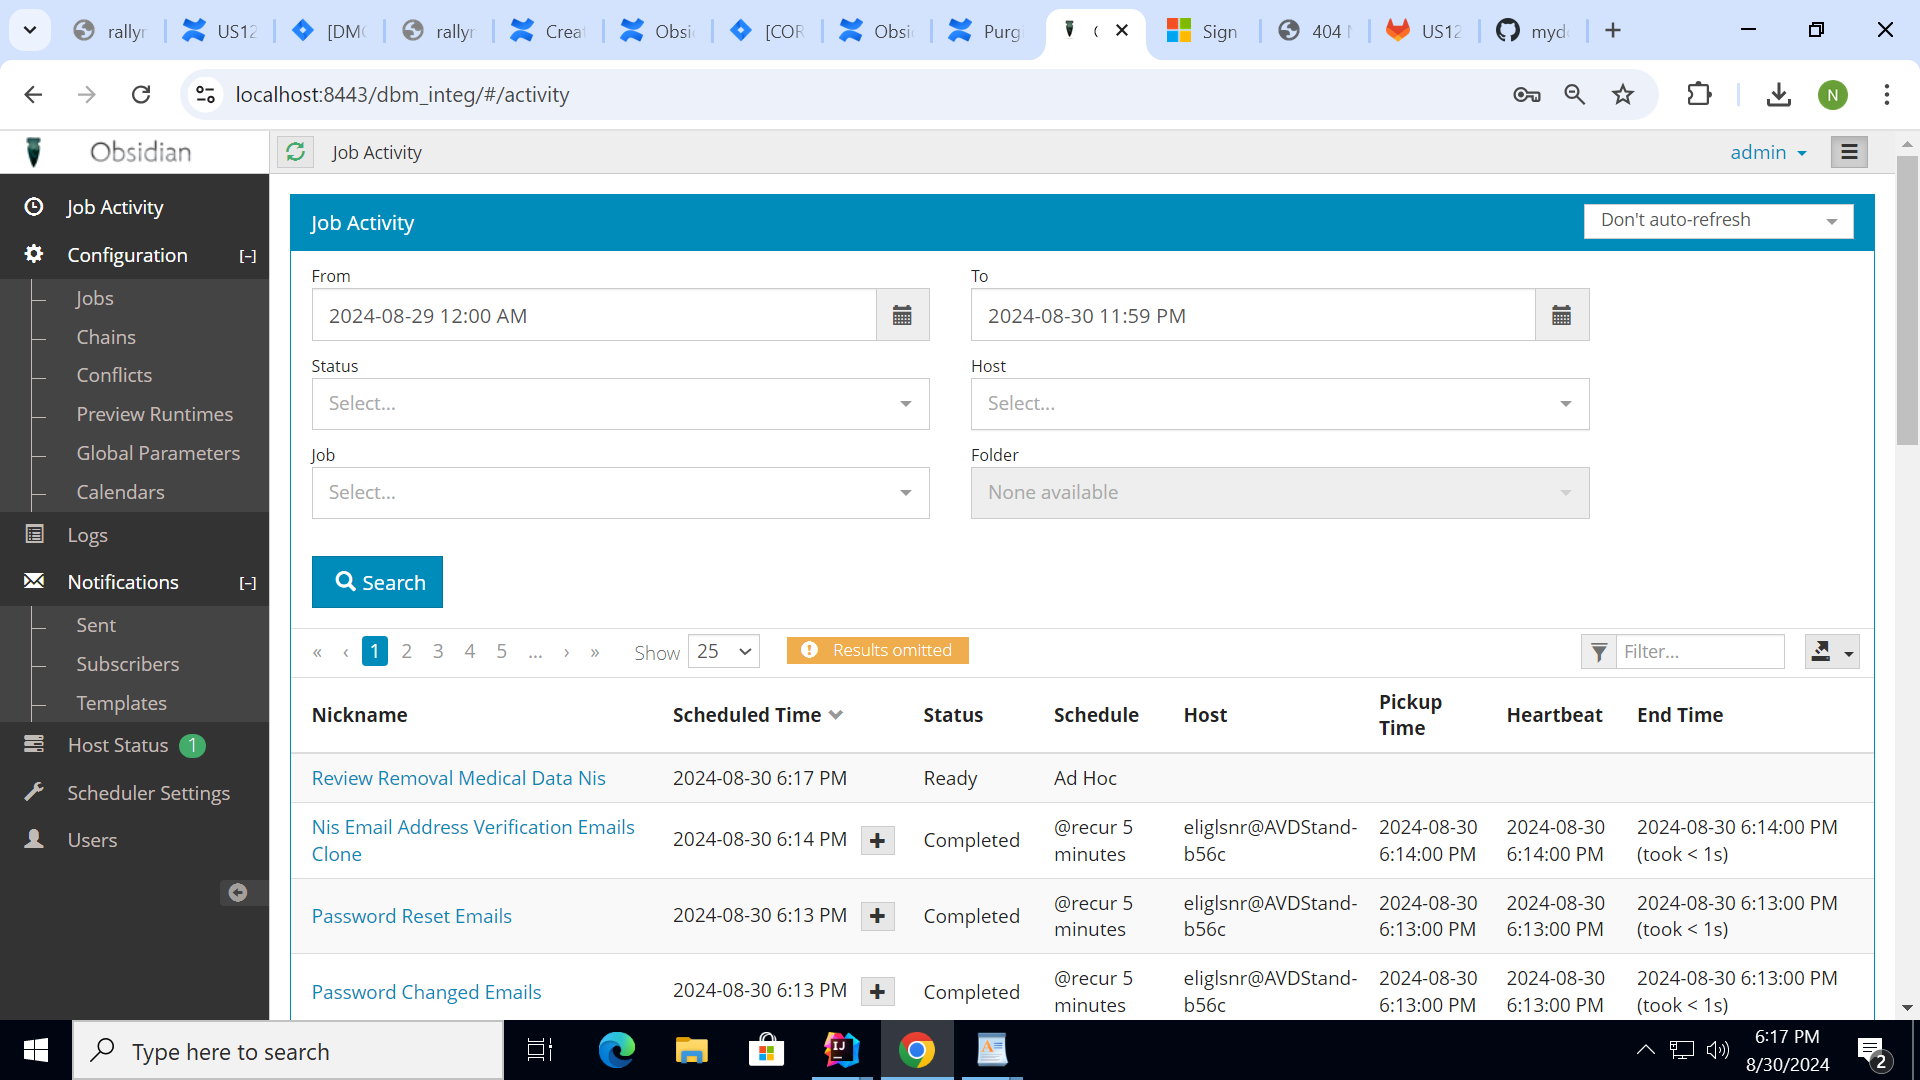 rallyr
US12
[DMC
rallyr
Crea
Obsi
[COR
Obsi
Purg
Sign
404
US12
myd
localhost:8443/dbm_integ/#/activity
N
Obsidian
Job Activity
admin
Job Activity
Configuration [-]
Jobs
Chains
Conflicts
Preview Runtimes
Global Parameters
Calendars
Logs
Notifications [-]
Sent
Subscribers
Templates
Host Status 1
Scheduler Settings
Users
Job Activity
Don't auto-refresh
From
2024-08-29 12:00 AM
To
2024-08-30 11:59 PM
Status
Select...
Host
Select...
Job
Select...
Folder
None available
Search
« ‹ 1 2 3 4 5 ... › » Show 25 Results omitted Filter...
Nickname Scheduled Time Status Schedule Host Pickup Time Heartbeat End Time
Review Removal Medical Data Nis 2024-08-30 6:17 PM Ready Ad Hoc
Nis Email Address Verification Emails Clone 2024-08-30 6:14 PM Completed @recur 5 minutes eliglsnr@AVDStand-b56c 2024-08-30 6:14:00 PM 2024-08-30 6:14:00 PM 2024-08-30 6:14:00 PM (took < 1s)
Password Reset Emails 2024-08-30 6:13 PM Completed @recur 5 minutes eliglsnr@AVDStand-b56c 2024-08-30 6:13:00 PM 2024-08-30 6:13:00 PM 2024-08-30 6:13:00 PM (took < 1s)
Password Changed Emails 2024-08-30 6:13 PM Completed @recur 5 minutes eliglsnr@AVDStand-b56c 2024-08-30 6:13:00 PM 2024-08-30 6:13:00 PM 2024-08-30 6:13:00 PM (took < 1s)
Type here to search
IJ
6:17 PM
8/30/2024
2